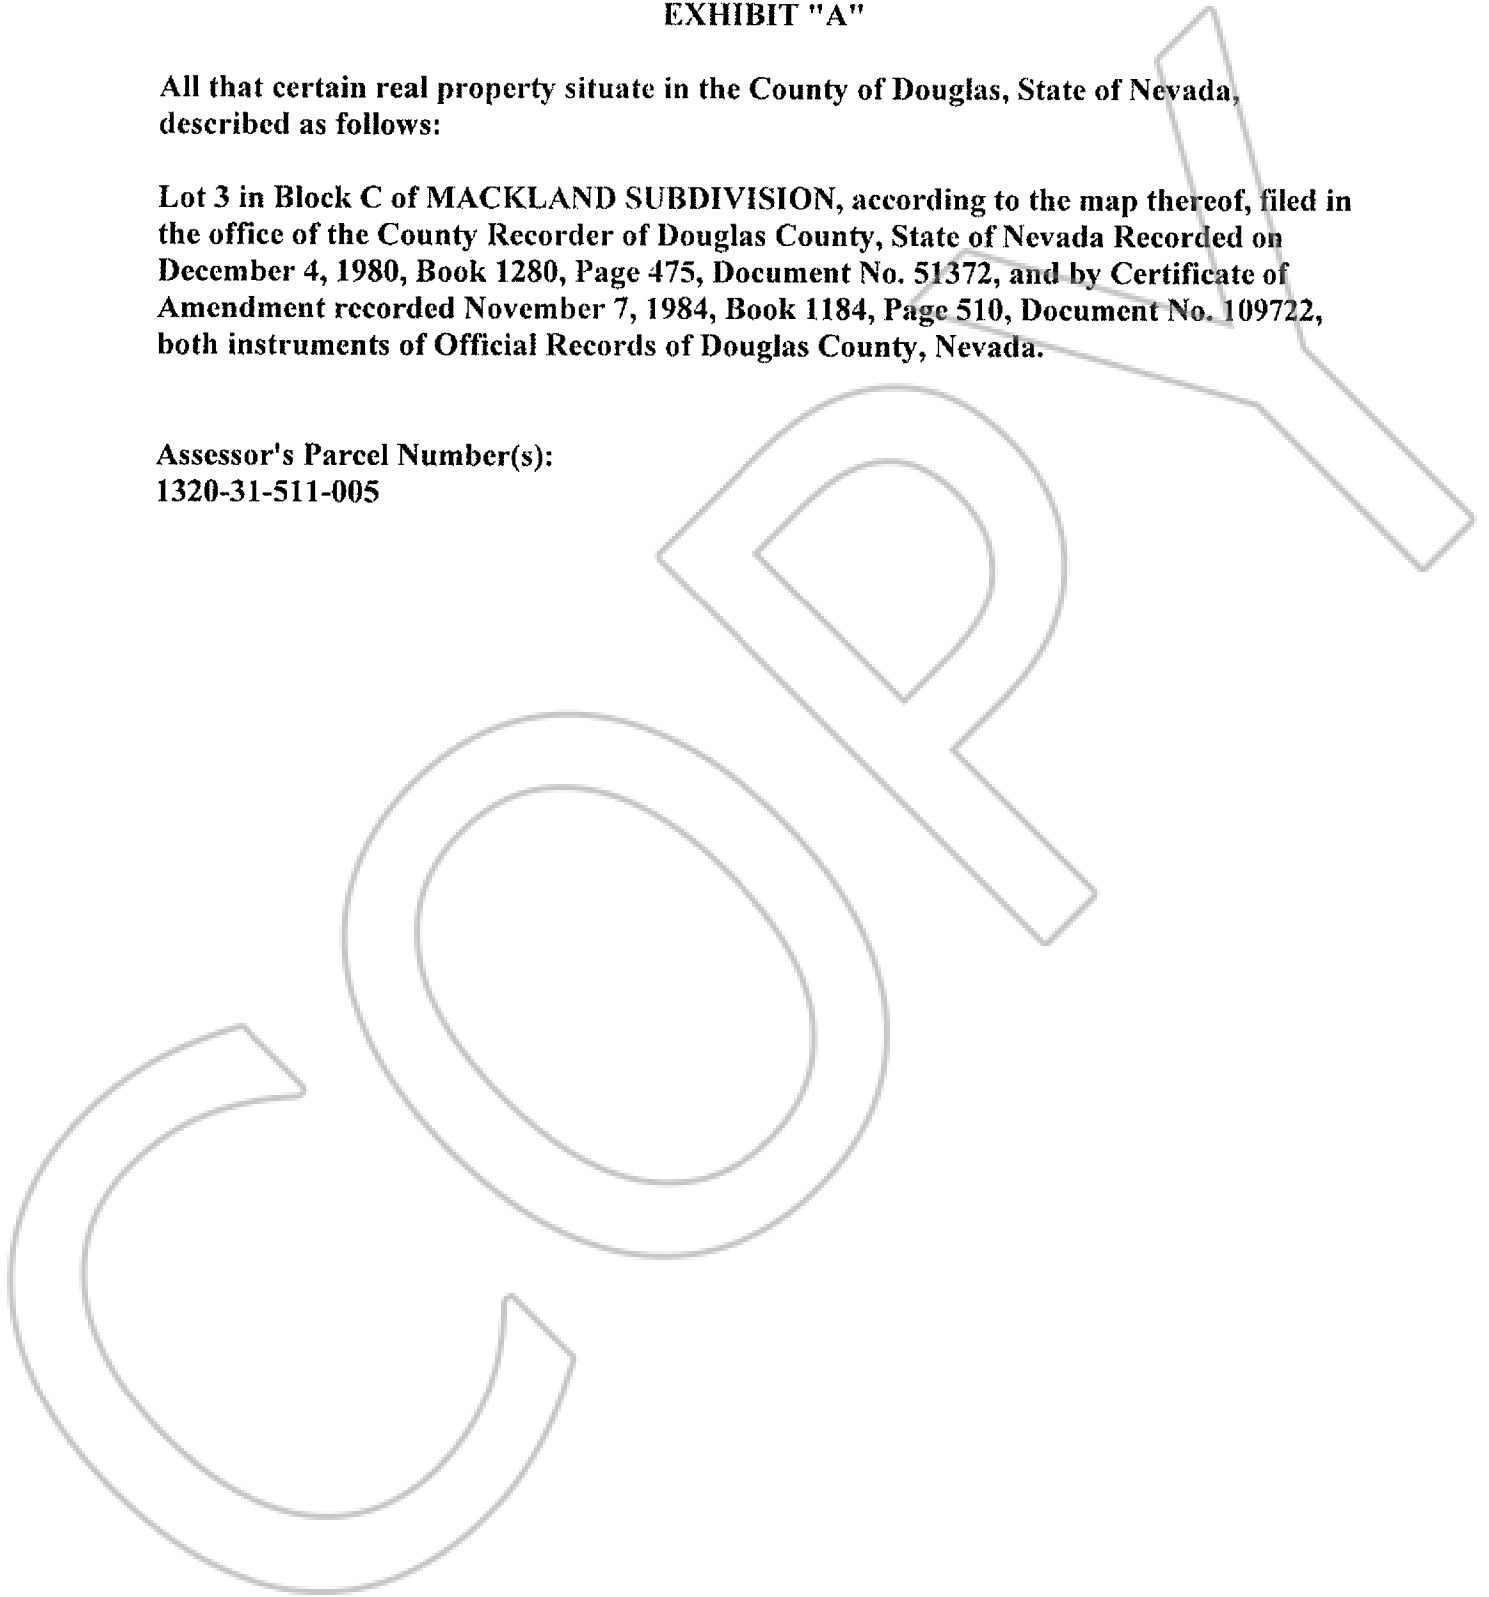 EXHIBIT "A"
All that certain real property situate in the County of Douglas, State of Nevada,
described as follows:
Lot 3 in Block C of MACKLAND SUBDIVISION, according to the map thereof, filed in
the office of the County Recorder of Douglas County, State of Nevada Recorded on
December 4, 1980, Book 1280, Page 475, Document No. 51372, and by Certificate of
Amendment recorded November 7, 1984, Book 1184, Page 510, Document No. 109722,
both instruments of Official Records of Douglas County, Nevada.
Assessor's Parcel Number(s):
1320-31-511-005
COPY